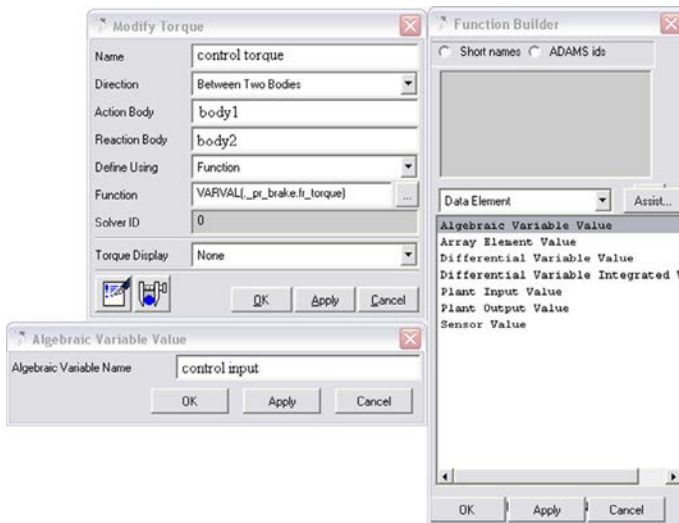 Modify Torque
Name control torque
Direction Between Two Bodies
Action Body body1
Reaction Body body2
Define Using Function
Function VARVAL(._pr_brake.fr_torque) ...
Solver ID 0
Torque Display None
OK Apply Cancel
Algebraic Variable Value
Algebraic Variable Name control input
OK Apply Cancel
Function Builder
Short names ADAMS ids
Data Element Assist...
Algebraic Variable Value
Array Element Value
Differential Variable Value
Differential Variable Integrated V
Plant Input Value
Plant Output Value
Sensor Value
OK Apply Cancel